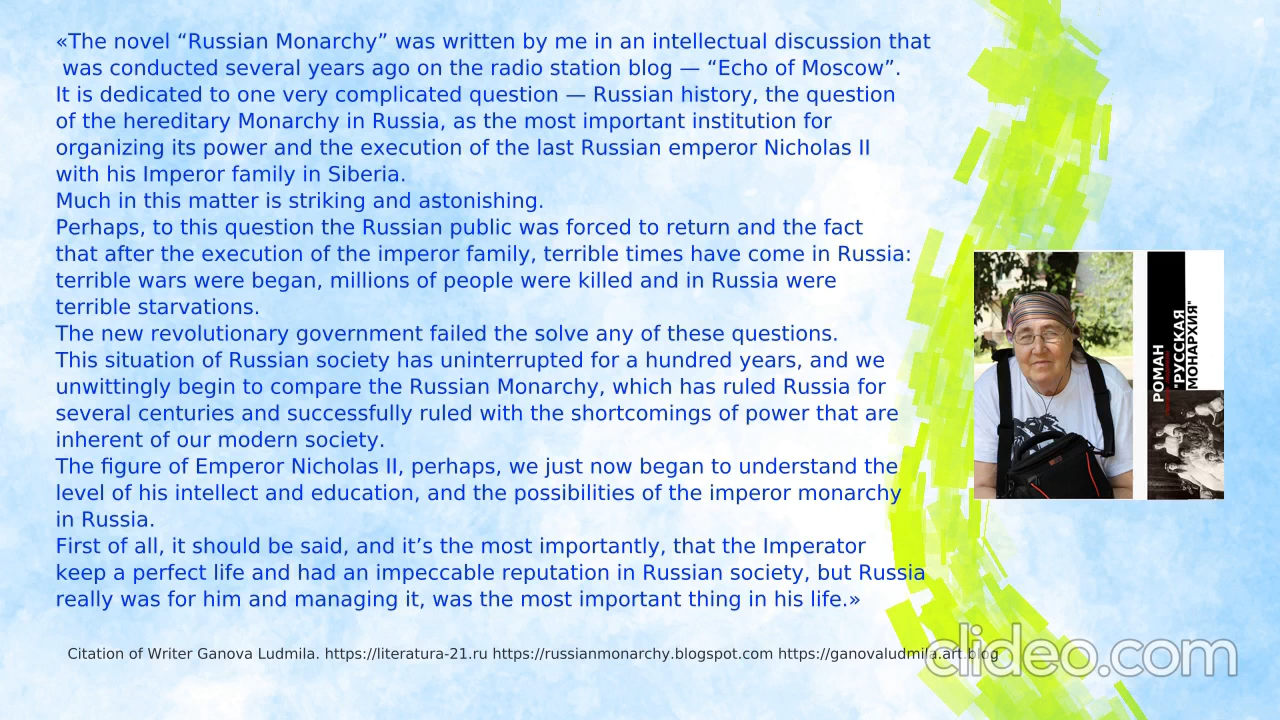 «The novel “Russian Monarchy” was written by me in an intellectual discussion that
was conducted several years ago on the radio station blog — “Echo of Moscow”.
It is dedicated to one very complicated question — Russian history, the question
of the hereditary Monarchy in Russia, as the most important institution for
organizing its power and the execution of the last Russian emperor Nicholas II
with his Imperor family in Siberia.
Much in this matter is striking and astonishing.
Perhaps, to this question the Russian public was forced to return and the fact
that after the execution of the imperor family, terrible times have come in Russia:
terrible wars were began, millions of people were killed and in Russia were
terrible starvations.
The new revolutionary government failed the solve any of these questions.
This situation of Russian society has uninterrupted for a hundred years, and we
unwittingly begin to compare the Russian Monarchy, which has ruled Russia for
several centuries and successfully ruled with the shortcomings of power that are
inherent of our modern society.
The figure of Emperor Nicholas II, perhaps, we just now began to understand the
level of his intellect and education, and the possibilities of the imperor monarchy
in Russia.
First of all, it should be said, and it’s the most importantly, that the Imperator
keep a perfect life and had an impeccable reputation in Russian society, but Russia
really was for him and managing it, was the most important thing in his life.»
РОМАН
"РУССКАЯ
МОНАРХИЯ"
Citation of Writer Ganova Ludmila. https://literatura-21.ru https://russianmonarchy.blogspot.com https://ganovaludmila.art.blog
clideo.com